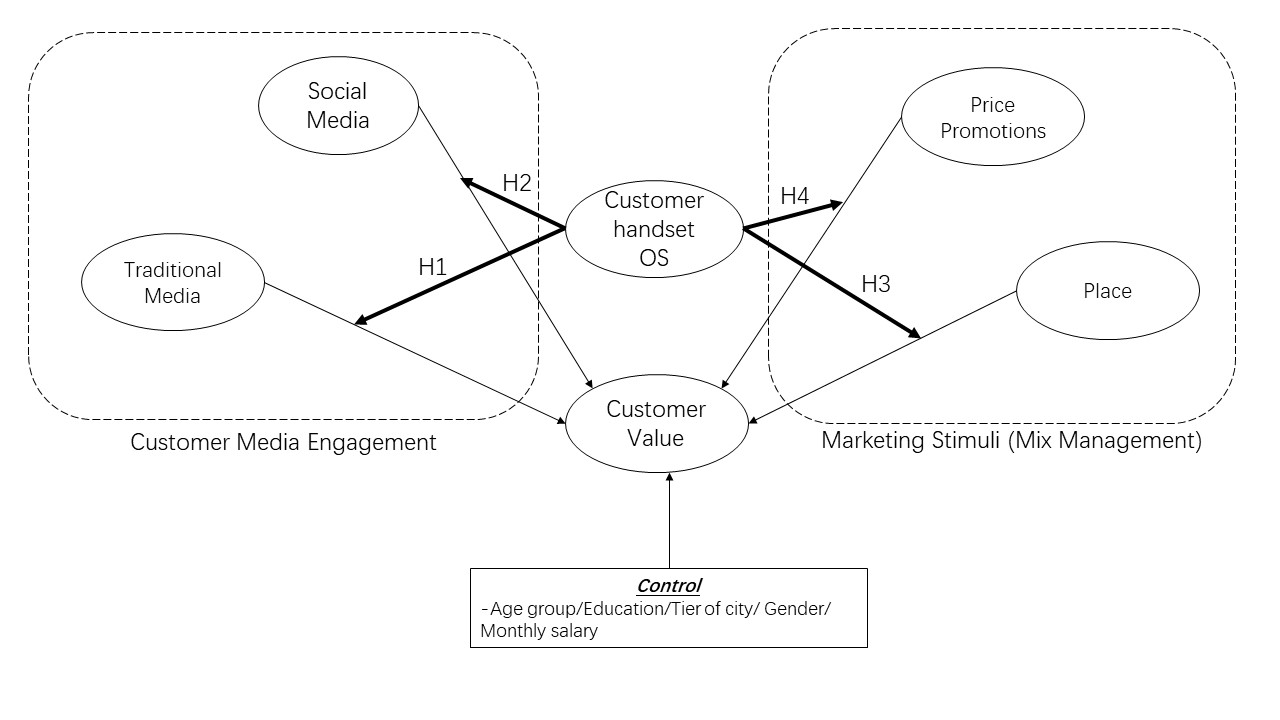 Social
Media
Price
Promotions
H2
H4
Customer
handset
OS
H1
H3
Traditional
Media
Place
Customer
Value
Customer Media Engagement
Marketing Stimuli (Mix Management)
Control
-Age group/Education/Tier of city/ Gender/
Monthly salary